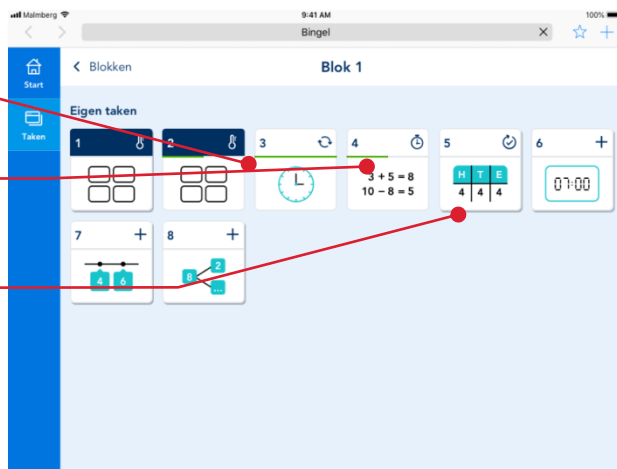 Malmberg 9:41 AM 100%
Bingel
Start
Taken
Blokken
Blok 1
Eigen taken
1
2
3
4
3 + 5 = 8
10 − 8 = 5
5
H T E
4 4 4
6
07:00
7
4 6
8
8 2
...